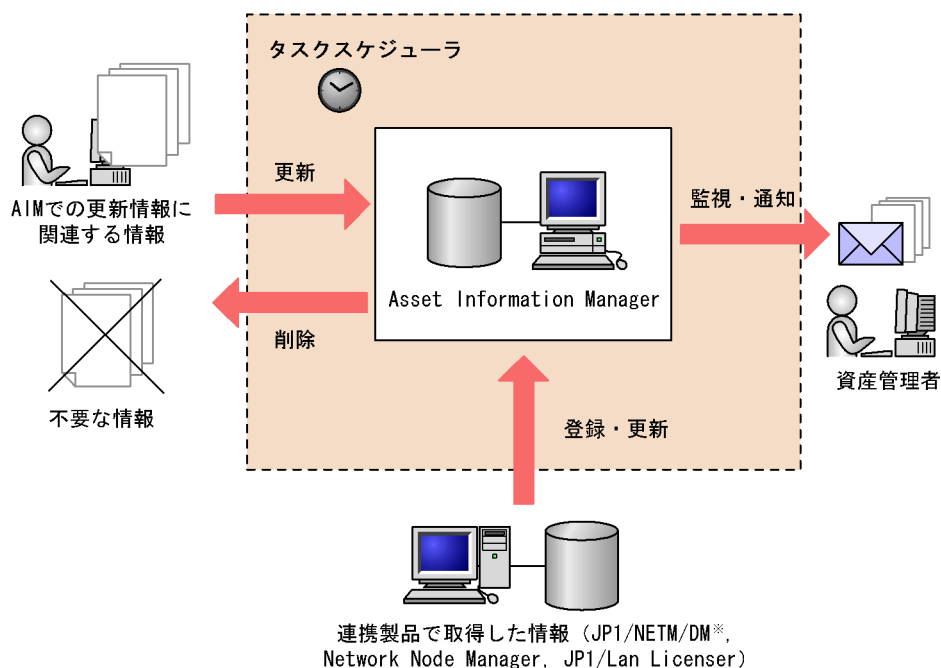 タスクスケジューラ
更新
AIMでの更新情報に
関連する情報
監視・通知
Asset Information Manager
削除
資産管理者
不要な情報
登録・更新
連携製品で取得した情報（JP1/NETM/DM※,
Network Node Manager, JP1/Lan Licenser）